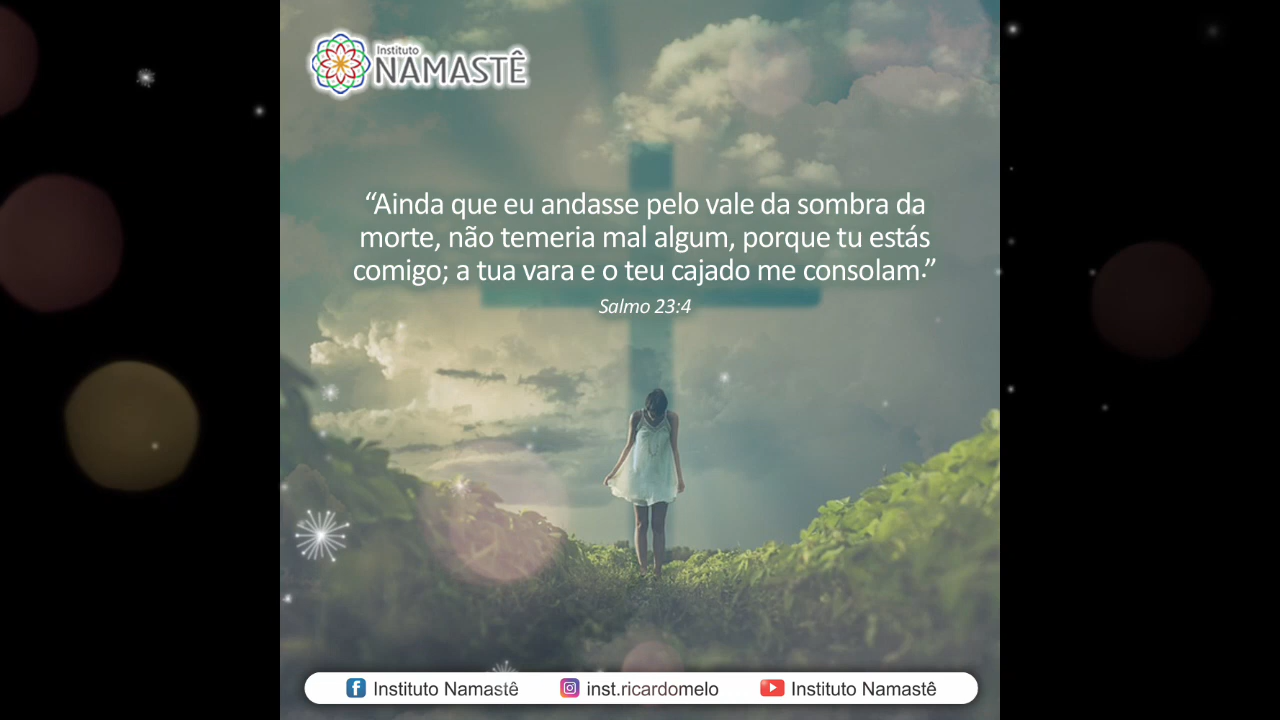 Instituto
NAMASTÊ
“Ainda que eu andasse pelo vale da sombra da
morte, não temeria mal algum, porque tu estás
comigo; a tua vara e o teu cajado me consolam.”
Salmo 23:4
Instituto Namastê
inst.ricardomelo
Instituto Namastê